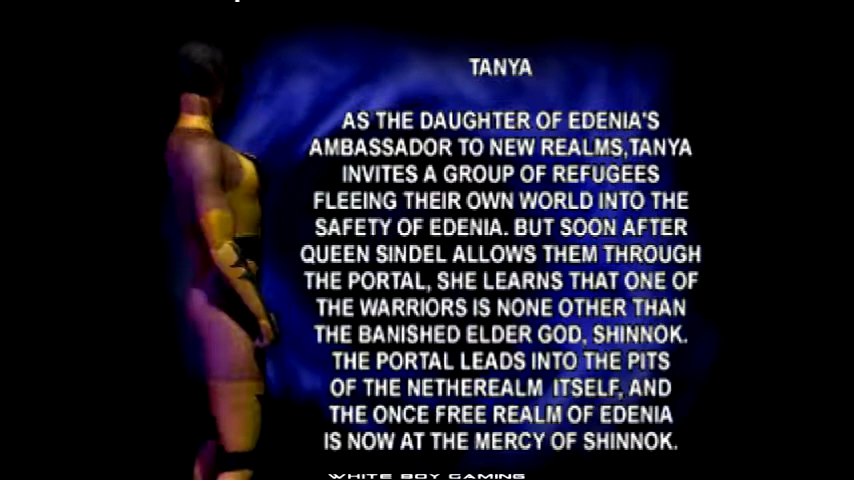 TANYA
AS THE DAUGHTER OF EDENIA'S
AMBASSADOR TO NEW REALMS,TANYA
INVITES A GROUP OF REFUGEES
FLEEING THEIR OWN WORLD INTO THE
SAFETY OF EDENIA. BUT SOON AFTER
QUEEN SINDEL ALLOWS THEM THROUGH
THE PORTAL, SHE LEARNS THAT ONE OF
THE WARRIORS IS NONE OTHER THAN
THE BANISHED ELDER GOD, SHINNOK.
THE PORTAL LEADS INTO THE PITS
OF THE NETHEREALM ITSELF, AND
THE ONCE FREE REALM OF EDENIA
IS NOW AT THE MERCY OF SHINNOK.
WHITE BOY GAMING